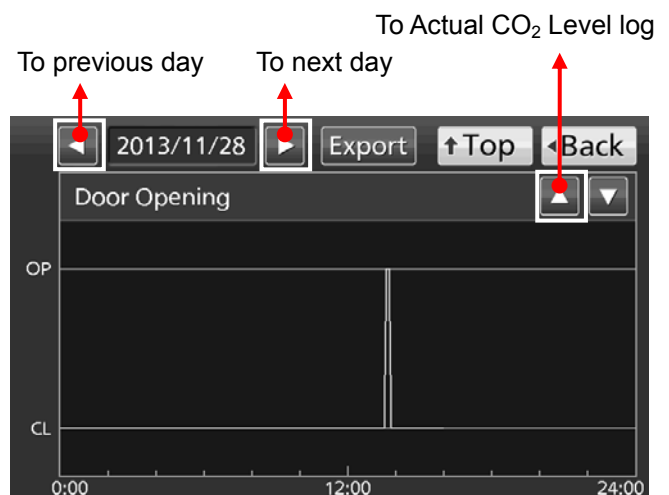 To Actual CO₂ Level log
To previous day To next day
2013/11/28 Export Top Back
Door Opening
OP
CL
0:00 12:00 24:00